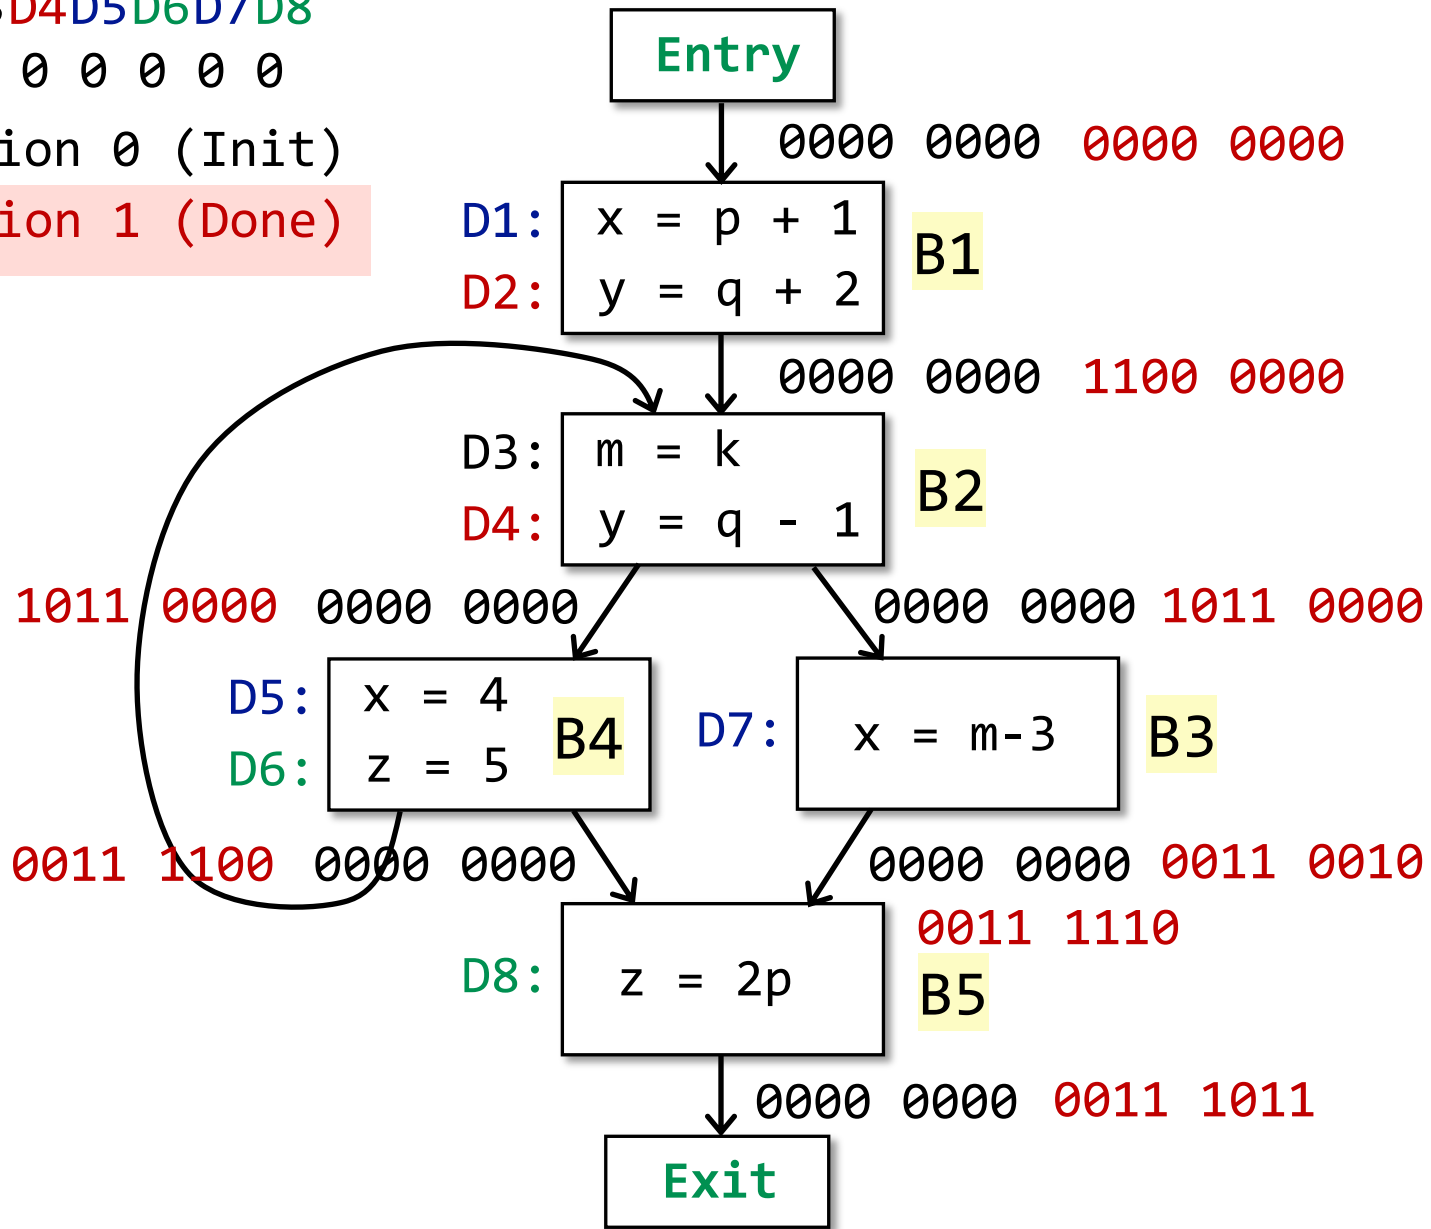 D4D5D6D7D8
0 0 0 0 0
Entry
ion 0 (Init)
0000 0000 0000 0000
ion 1 (Done)
D1: x = p + 1
B1
D2: y = q + 2
0000 0000 1100 0000
D3: m = k
B2
D4: y = q - 1
1011 0000 0000 0000
0000 0000 1011 0000
D5: x = 4
B4
D6: z = 5
D7: x = m-3
B3
0011 1100 0000 0000
0000 0000 0011 0010
0011 1110
D8: z = 2p
B5
0000 0000 0011 1011
Exit